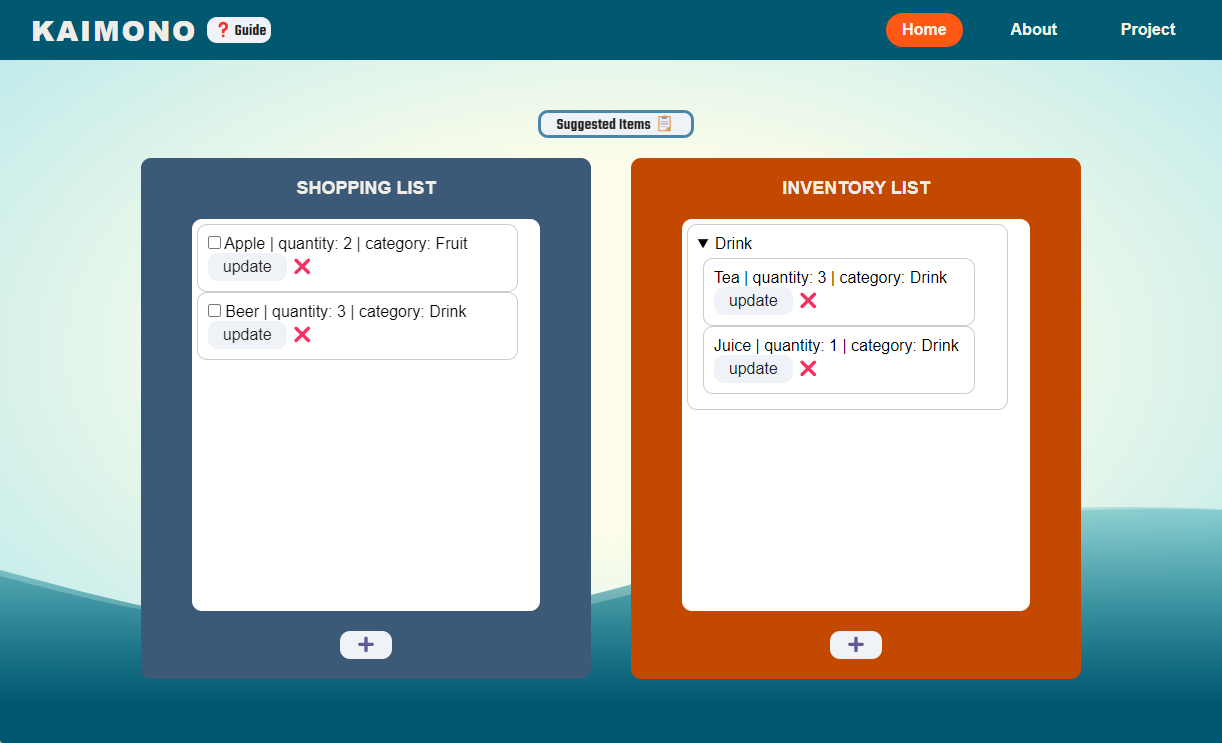 KAIMONO
❓ Guide
Home
About
Project
Suggested Items 📋
SHOPPING LIST
Apple | quantity: 2 | category: Fruit
update ❌
Beer | quantity: 3 | category: Drink
update ❌
+
INVENTORY LIST
▼ Drink
Tea | quantity: 3 | category: Drink
update ❌
Juice | quantity: 1 | category: Drink
update ❌
+